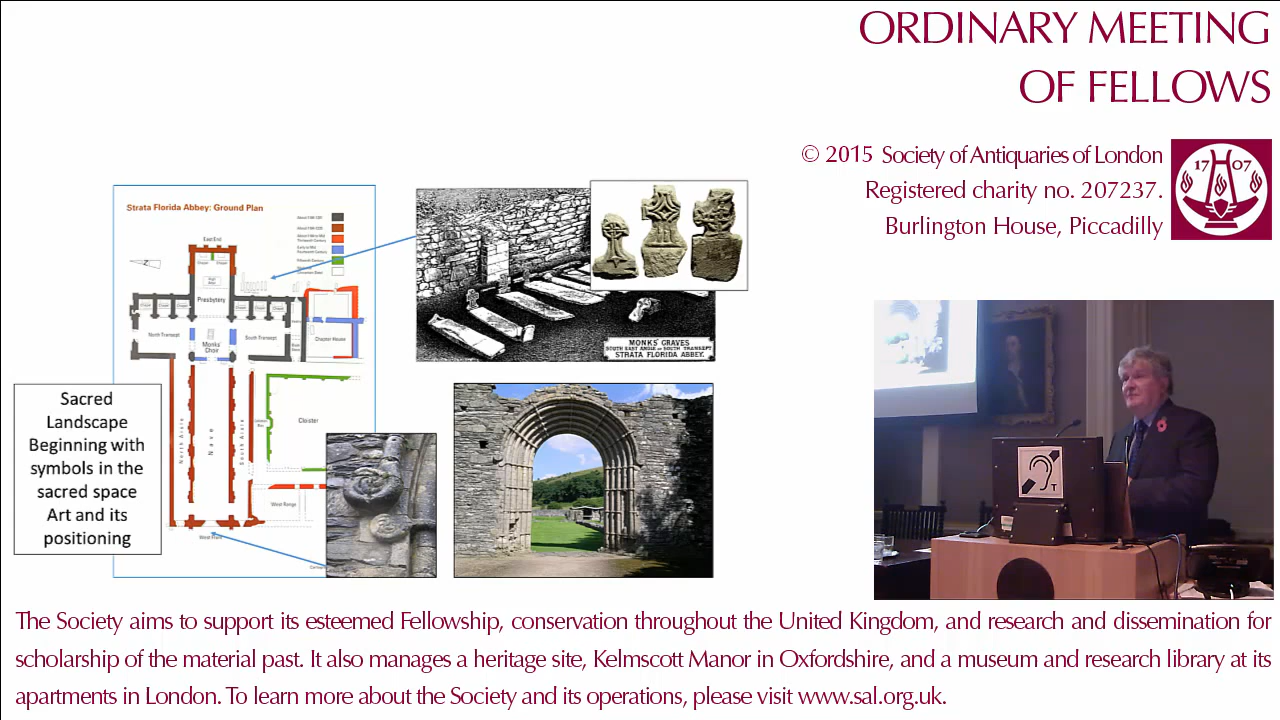 ORDINARY MEETING
OF FELLOWS
© 2015 Society of Antiquaries of London
Registered charity no. 207237.
Burlington House, Piccadilly
17 07
Strata Florida Abbey: Ground Plan
East End
Presbytery
North Transept
Monks'
Choir
South Transept
Chapter House
North Aisle
Nave
South Aisle
Cloister
West Range
West Front
MONKS' GRAVES
SOUTH EAST ANGLE OF SOUTH TRANSEPT
STRATA FLORIDA ABBEY.
Sacred
Landscape
Beginning with
symbols in the
sacred space
Art and its
positioning
T
The Society aims to support its esteemed Fellowship, conservation throughout the United Kingdom, and research and dissemination for
scholarship of the material past. It also manages a heritage site, Kelmscott Manor in Oxfordshire, and a museum and research library at its
apartments in London. To learn more about the Society and its operations, please visit www.sal.org.uk.